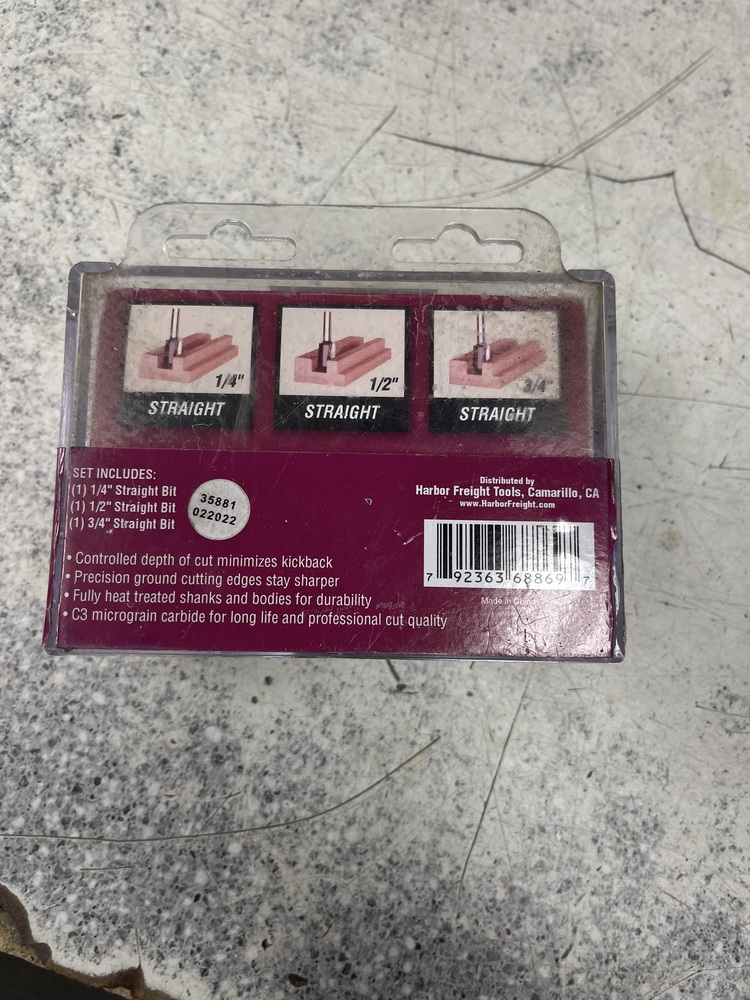 1/4"
STRAIGHT
1/2"
STRAIGHT
3/4"
STRAIGHT
SET INCLUDES:
(1) 1/4" Straight Bit
(1) 1/2" Straight Bit
(1) 3/4" Straight Bit
35881
022022
• Controlled depth of cut minimizes kickback
• Precision ground cutting edges stay sharper
• Fully heat treated shanks and bodies for durability
• C3 micrograin carbide for long life and professional cut quality
Distributed by
Harbor Freight Tools, Camarillo, CA
www.HarborFreight.com
7 92363 68869 7
Made in China